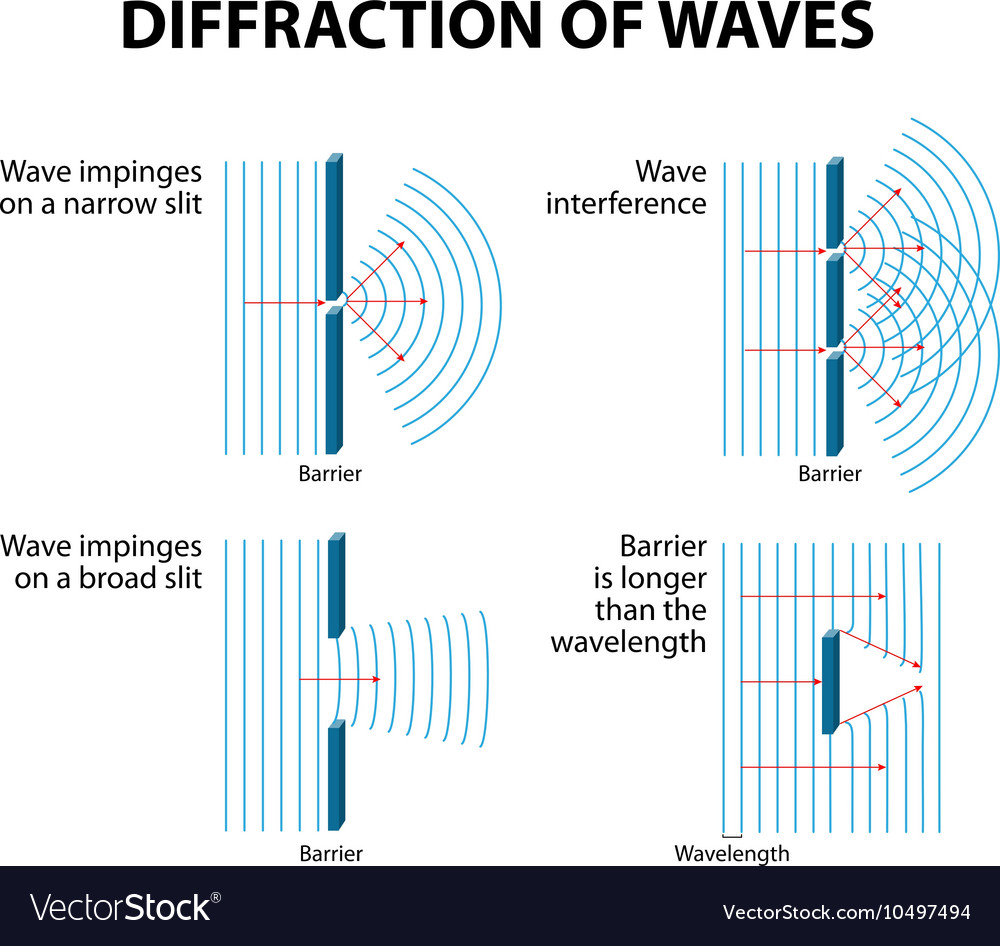 DIFFRACTION OF WAVES
Wave impinges
on a narrow slit
Barrier
Wave
interference
Barrier
Wave impinges
on a broad slit
Barrier
Barrier
is longer
than the
wavelength
Wavelength
VectorStock®
VectorStock.com/10497494